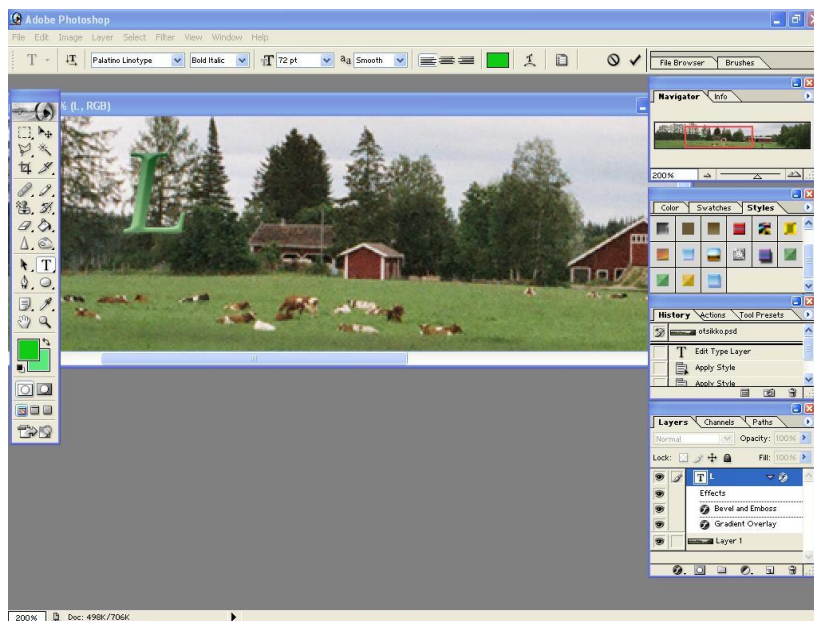 Adobe Photoshop
File Edit Image Layer Select Filter View Window Help
T Palatino Linotype Bold Italic T 72 pt aa Smooth File Browser Brushes
% (L, RGB)
L
Navigator Info
200%
Color Swatches Styles
History Actions Tool Presets
otsikko.psd
T Edit Type Layer
Apply Style
Apply Style
Layers Channels Paths
Normal Opacity: 100%
Lock: Fill: 100%
T L
Effects
Bevel and Emboss
Gradient Overlay
Layer 1
200% Doc: 498K/706K